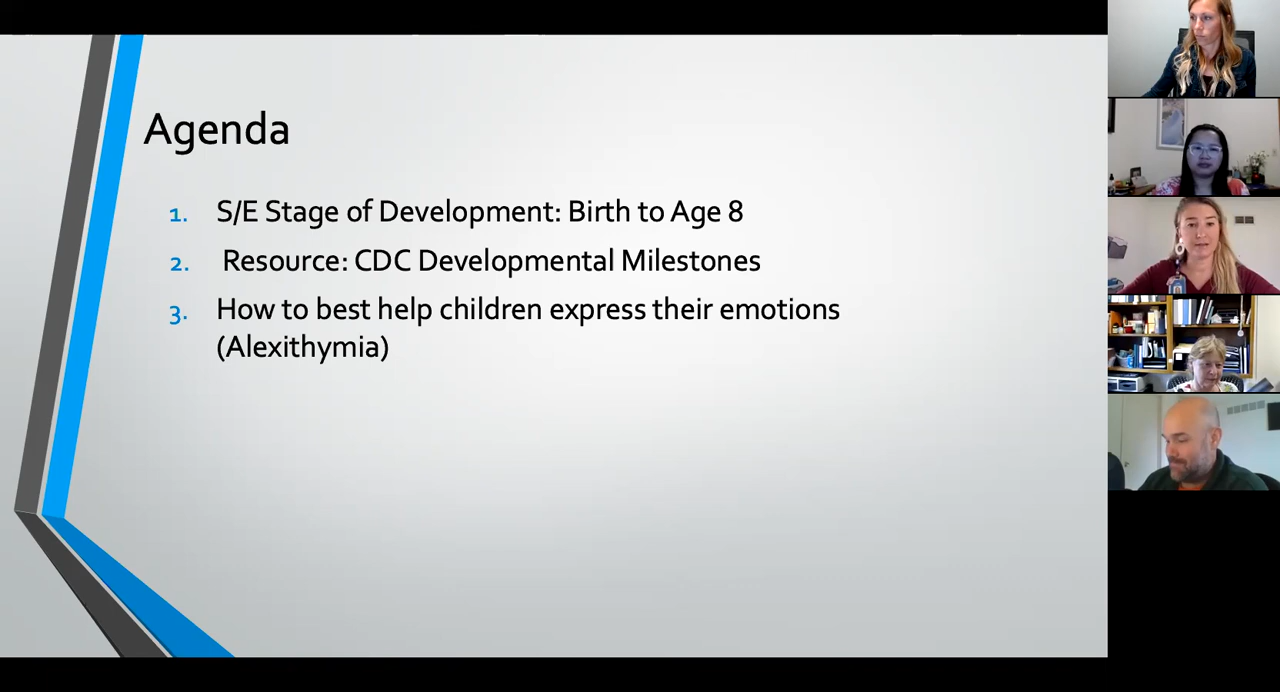 Agenda
1. S/E Stage of Development: Birth to Age 8
2. Resource: CDC Developmental Milestones
3. How to best help children express their emotions
(Alexithymia)